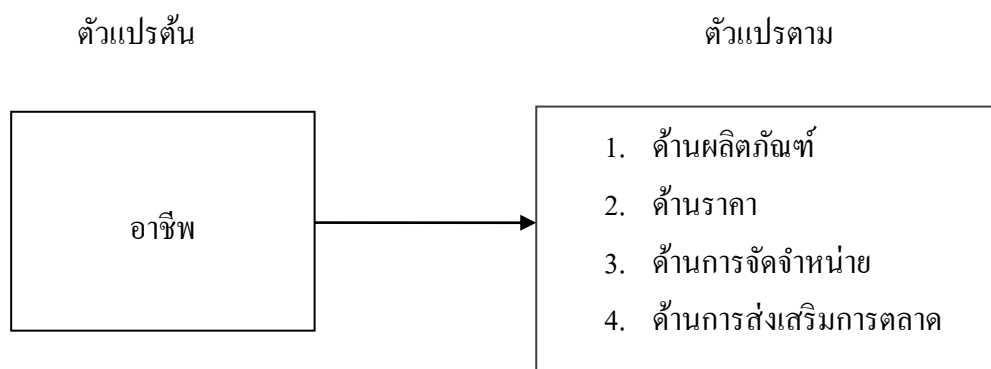 ตัวแปรต้น
ตัวแปรตาม
อาชีพ
1. ด้านผลิตภัณฑ์
2. ด้านราคา
3. ด้านการจัดจำหน่าย
4. ด้านการส่งเสริมการตลาด